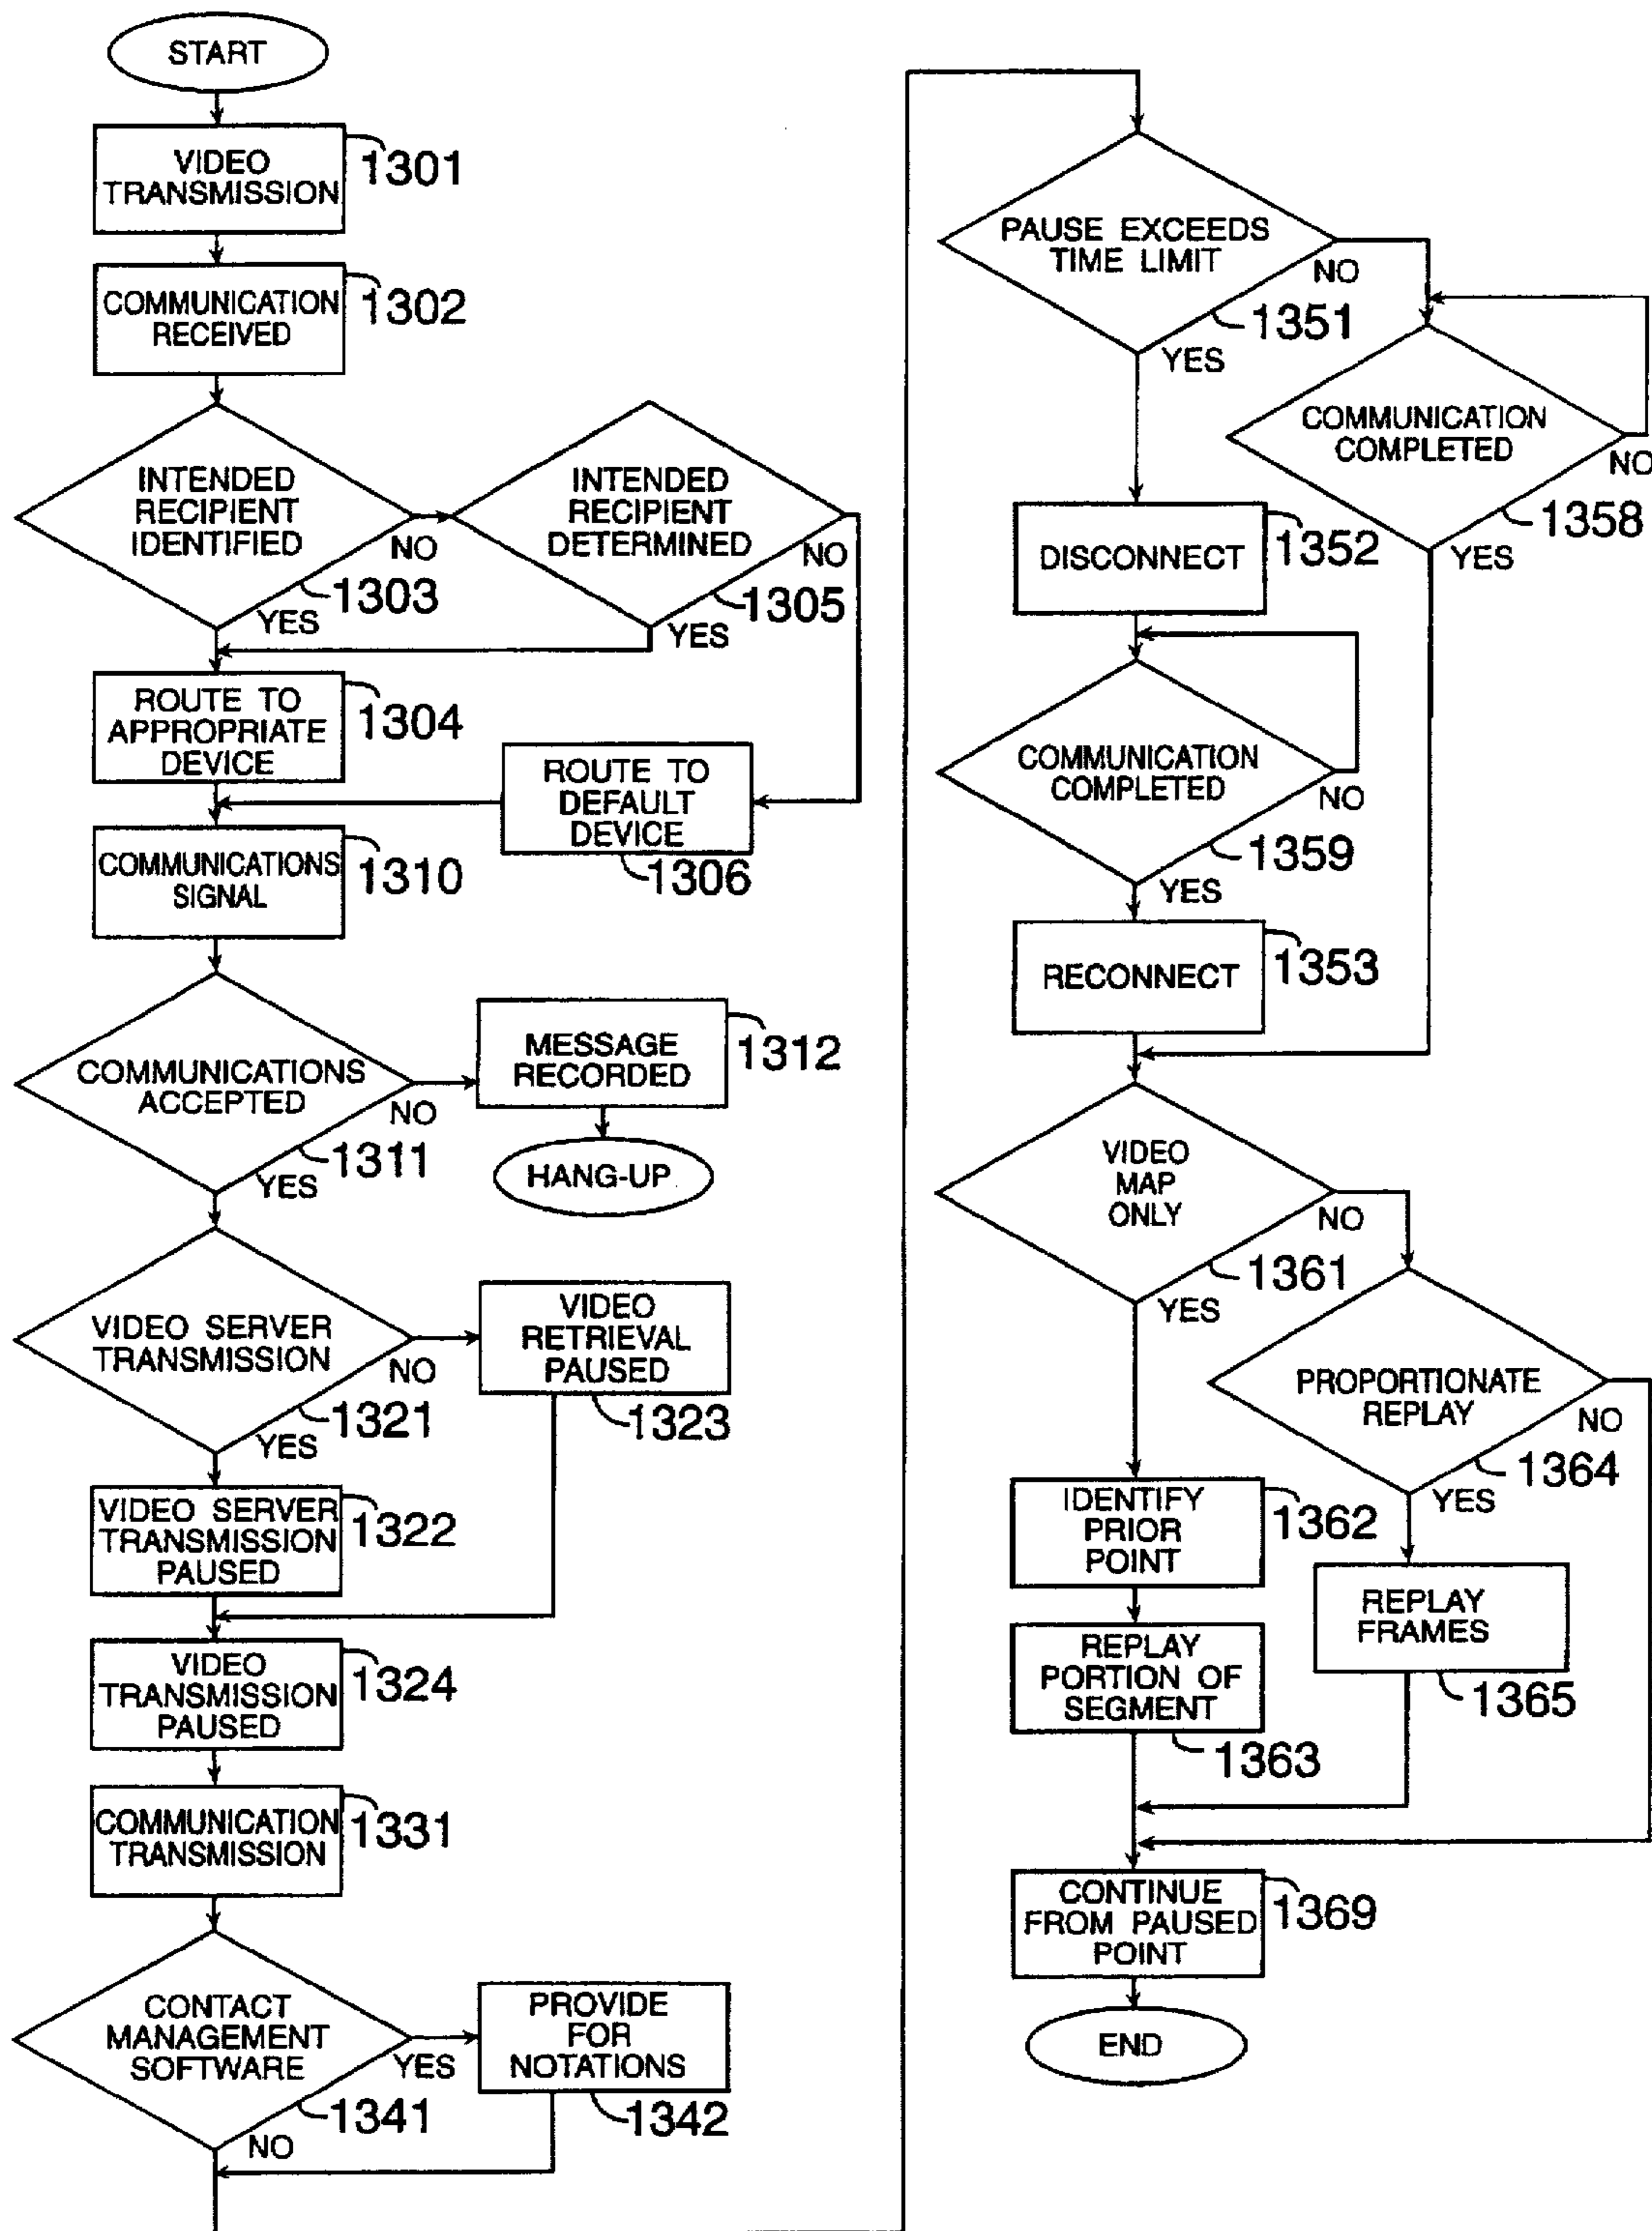 START
VIDEO
TRANSMISSION
1301
COMMUNICATION
RECEIVED
1302
INTENDED
RECIPIENT
IDENTIFIED
NO
1303
YES
INTENDED
RECIPIENT
DETERMINED
NO
1305
YES
ROUTE TO
APPROPRIATE
DEVICE
1304
ROUTE TO
DEFAULT
DEVICE
1306
COMMUNICATIONS
SIGNAL
1310
COMMUNICATIONS
ACCEPTED
NO
1311
YES
MESSAGE
RECORDED
1312
HANG-UP
VIDEO SERVER
TRANSMISSION
NO
1321
YES
VIDEO
RETRIEVAL
PAUSED
1323
VIDEO SERVER
TRANSMISSION
PAUSED
1322
VIDEO
TRANSMISSION
PAUSED
1324
COMMUNICATION
TRANSMISSION
1331
CONTACT
MANAGEMENT
SOFTWARE
YES
1341
NO
PROVIDE
FOR
NOTATIONS
1342
PAUSE EXCEEDS
TIME LIMIT
NO
1351
YES
COMMUNICATION
COMPLETED
NO
1358
YES
DISCONNECT
1352
COMMUNICATION
COMPLETED
NO
1359
YES
RECONNECT
1353
VIDEO
MAP
ONLY
NO
1361
YES
PROPORTIONATE
REPLAY
NO
1364
YES
IDENTIFY
PRIOR
POINT
1362
REPLAY
FRAMES
1365
REPLAY
PORTION OF
SEGMENT
1363
CONTINUE
FROM PAUSED
POINT
1369
END